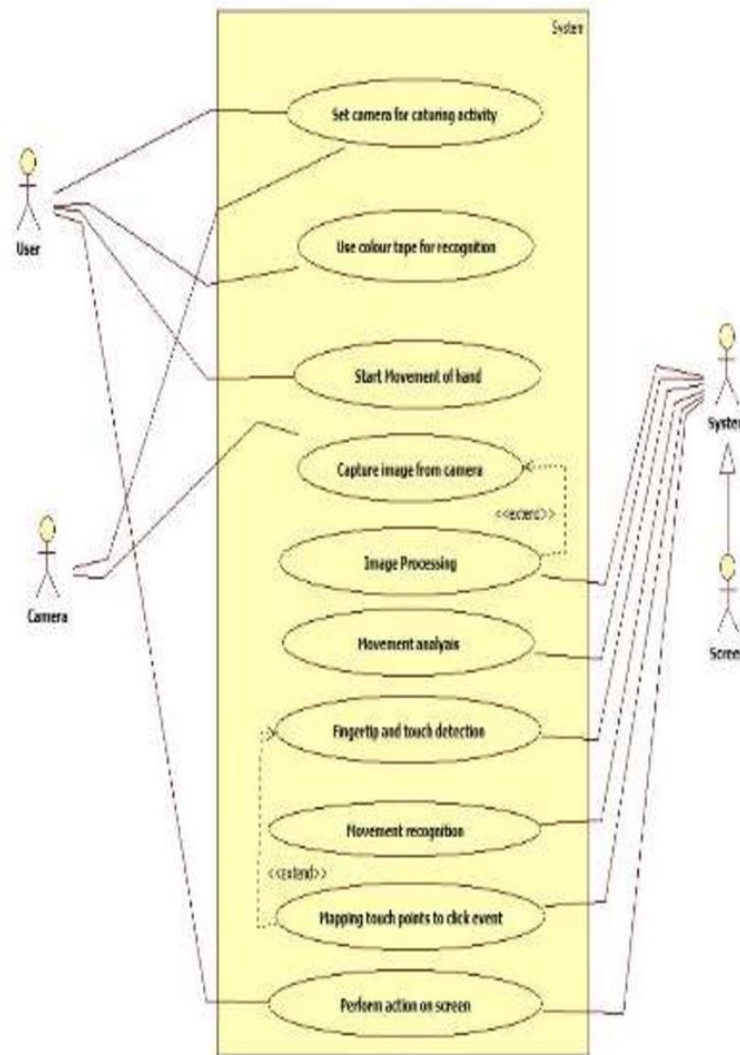 System
Set camera for caturing activity
User
Use colour tape for recognition
Start Movement of hand
System
Capture image from camera
<<extend>>
Camera
Image Processing
Screen
Movement analyais
Fingertip and touch detection
Movement recognition
<<extend>>
Mapping touch points to click event
Perform action on screen